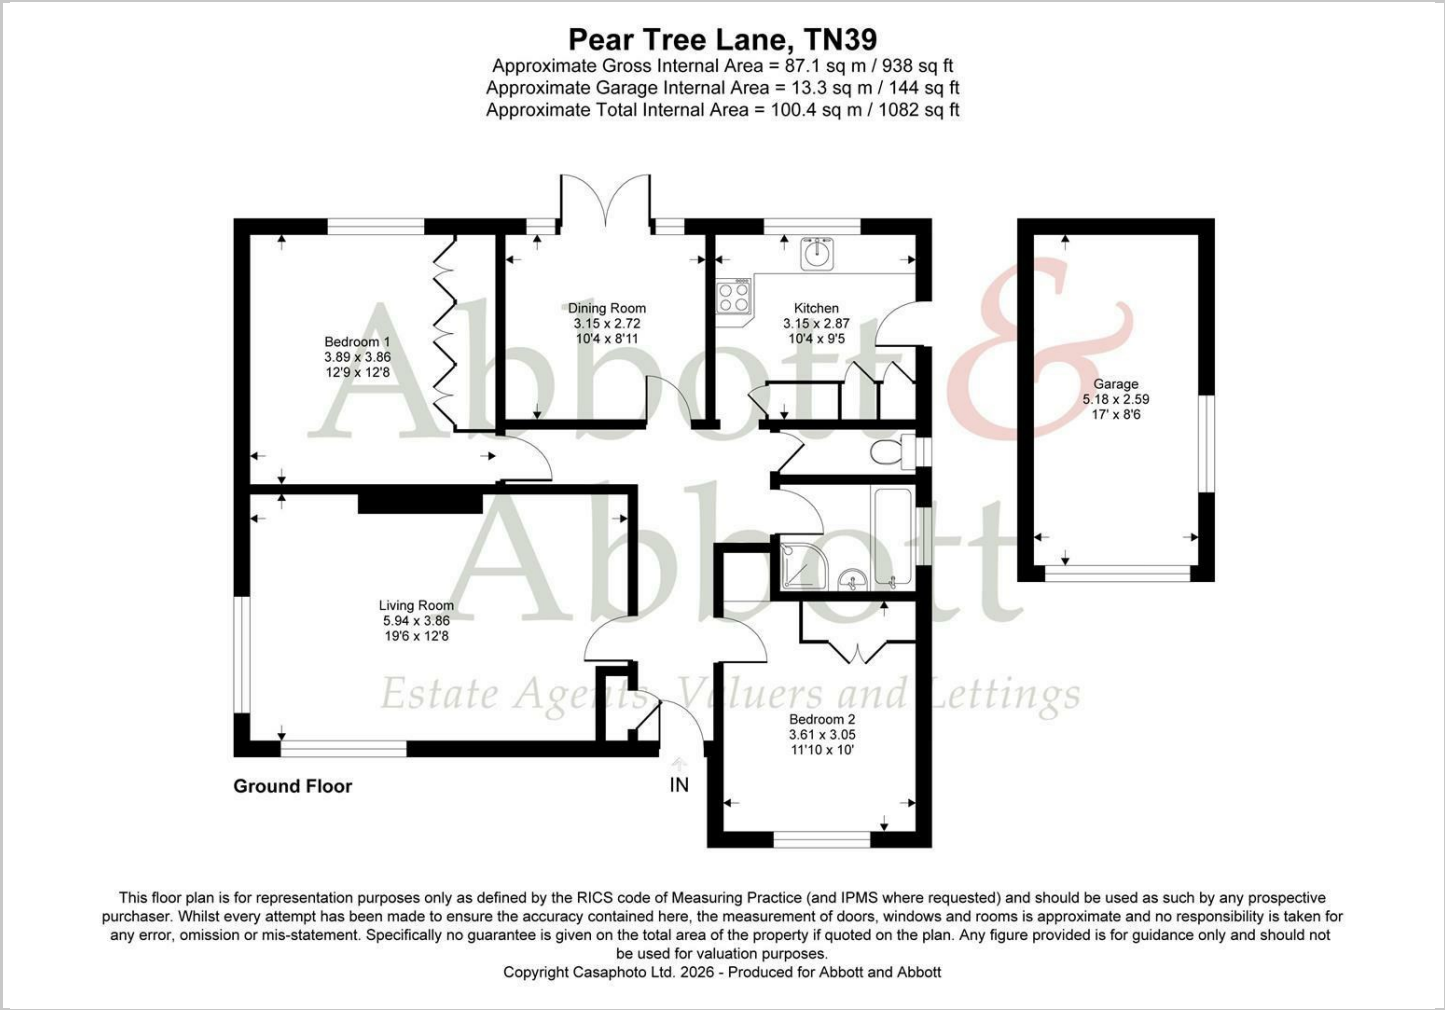 Pear Tree Lane, TN39
Approximate Gross Internal Area = 87.1 sq m / 938 sq ft
Approximate Garage Internal Area = 13.3 sq m / 144 sq ft
Approximate Total Internal Area = 100.4 sq m / 1082 sq ft
Dining Room
3.15 x 2.72
10'4 x 8'11
Kitchen
3.15 x 2.87
10'4 x 9'5
Bedroom 1
3.89 x 3.86
12'9 x 12'8
Garage
5.18 x 2.59
17' x 8'6
Abbott &
Abbott
Living Room
5.94 x 3.86
19'6 x 12'8
Estate Agents, Valuers and Lettings
Bedroom 2
3.61 x 3.05
11'10 x 10'
Ground Floor
IN
This floor plan is for representation purposes only as defined by the RICS code of Measuring Practice (and IPMS where requested) and should be used as such by any prospective
purchaser. Whilst every attempt has been made to ensure the accuracy contained here, the measurement of doors, windows and rooms is approximate and no responsibility is taken for
any error, omission or mis-statement. Specifically no guarantee is given on the total area of the property if quoted on the plan. Any figure provided is for guidance only and should not
be used for valuation purposes.
Copyright Casaphoto Ltd. 2026 - Produced for Abbott and Abbott